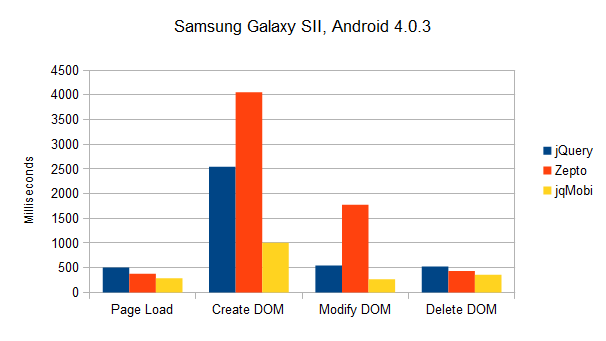 Samsung Galaxy SII, Android 4.0.3
4500
4000
3500
3000
2500
2000
1500
1000
500
0
Milliseconds
Page Load
Create DOM
Modify DOM
Delete DOM
jQuery
Zepto
jqMobi